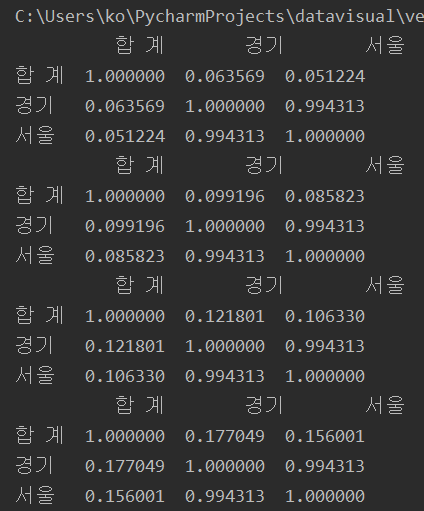 C:\Users\ko\PycharmProjects\datavisual\ve
합 계 경기 서울
합 계 1.000000 0.063569 0.051224
경기 0.063569 1.000000 0.994313
서울 0.051224 0.994313 1.000000
합 계 경기 서울
합 계 1.000000 0.099196 0.085823
경기 0.099196 1.000000 0.994313
서울 0.085823 0.994313 1.000000
합 계 경기 서울
합 계 1.000000 0.121801 0.106330
경기 0.121801 1.000000 0.994313
서울 0.106330 0.994313 1.000000
합 계 경기 서울
합 계 1.000000 0.177049 0.156001
경기 0.177049 1.000000 0.994313
서울 0.156001 0.994313 1.000000